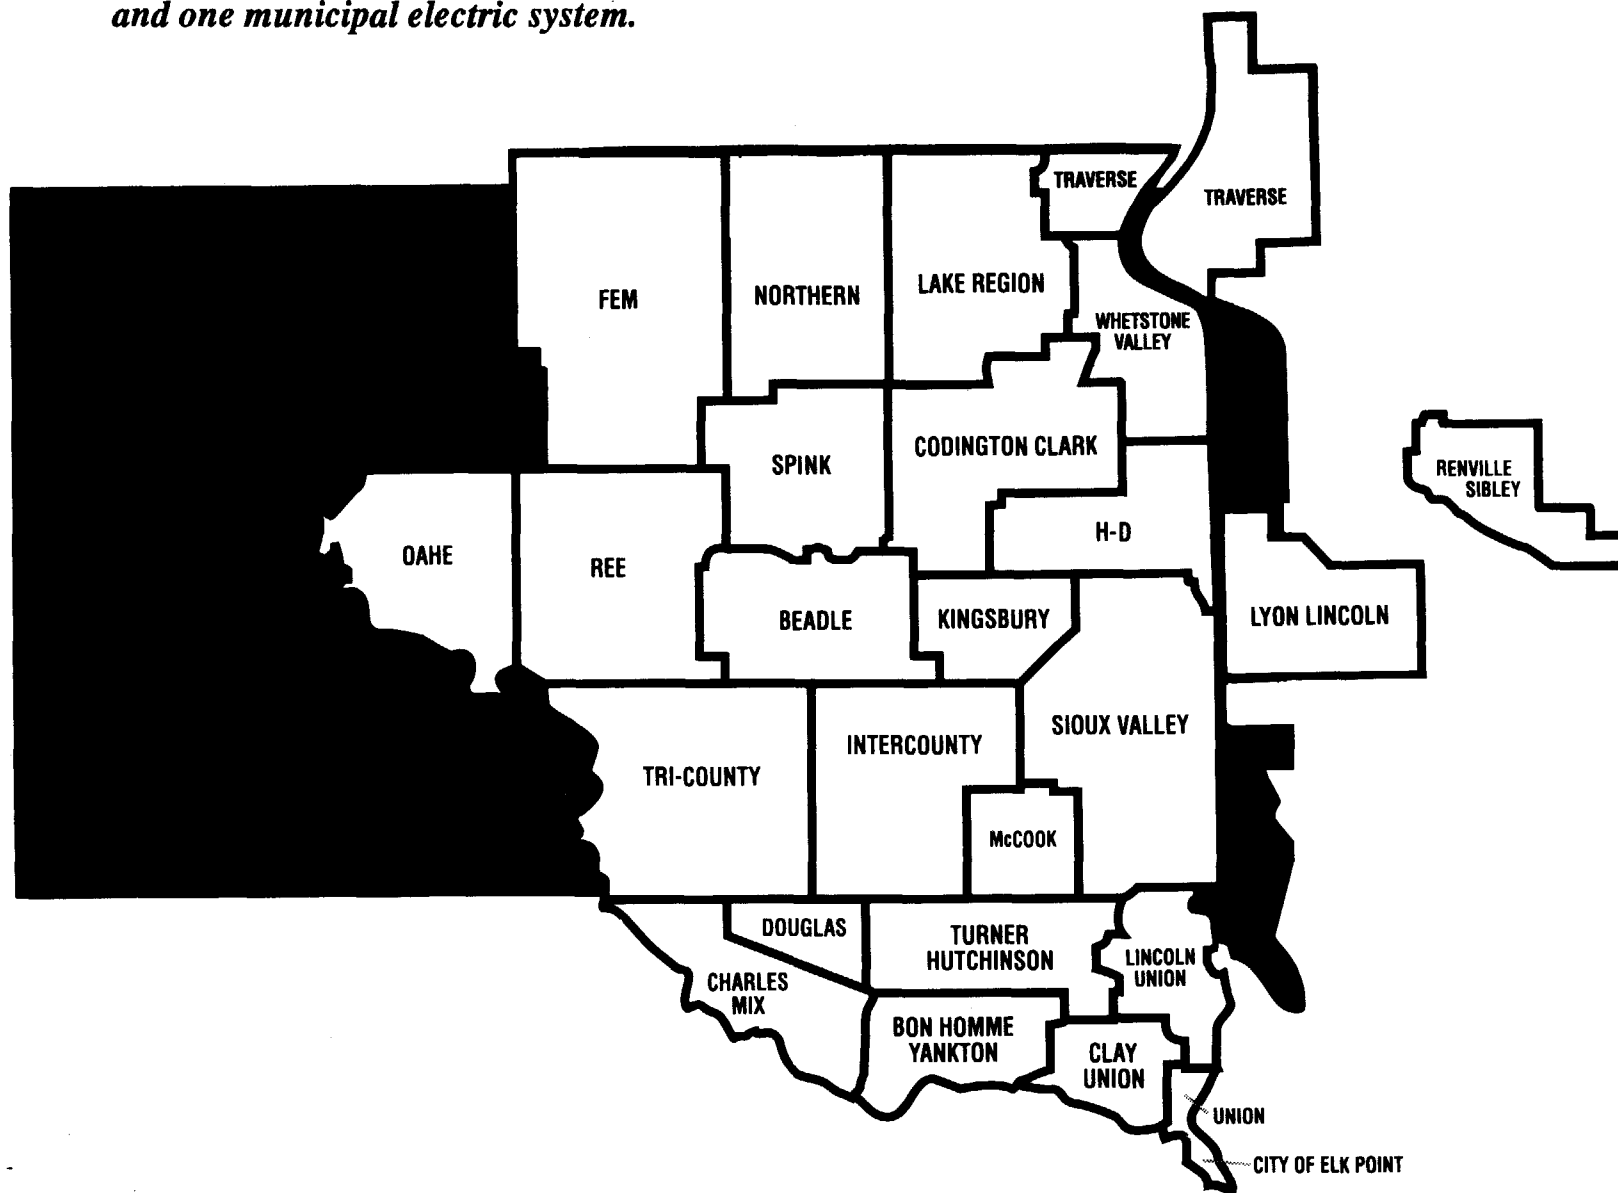 and one municipal electric system.
TRAVERSE
TRAVERSE
FEM
NORTHERN
LAKE REGION
WHETSTONE
VALLEY
SPINK
CODINGTON CLARK
RENVILLE
SIBLEY
OAHE
REE
H-D
BEADLE
KINGSBURY
LYON LINCOLN
TRI-COUNTY
INTERCOUNTY
SIOUX VALLEY
McCOOK
DOUGLAS
TURNER
HUTCHINSON
LINCOLN
UNION
CHARLES
MIX
BON HOMME
YANKTON
CLAY
UNION
UNION
CITY OF ELK POINT